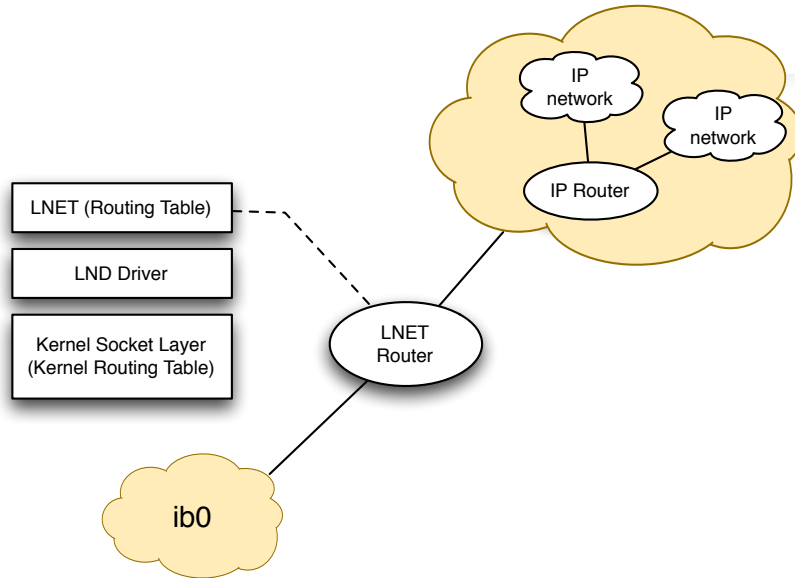 IP
network
IP
network
IP Router
LNET (Routing Table)
LND Driver
Kernel Socket Layer
(Kernel Routing Table)
LNET
Router
ib0